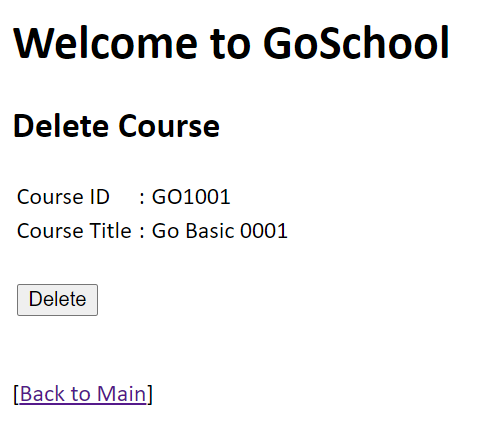 Welcome to GoSchool
Delete Course
Course ID : GO1001
Course Title : Go Basic 0001
Delete
[Back to Main]